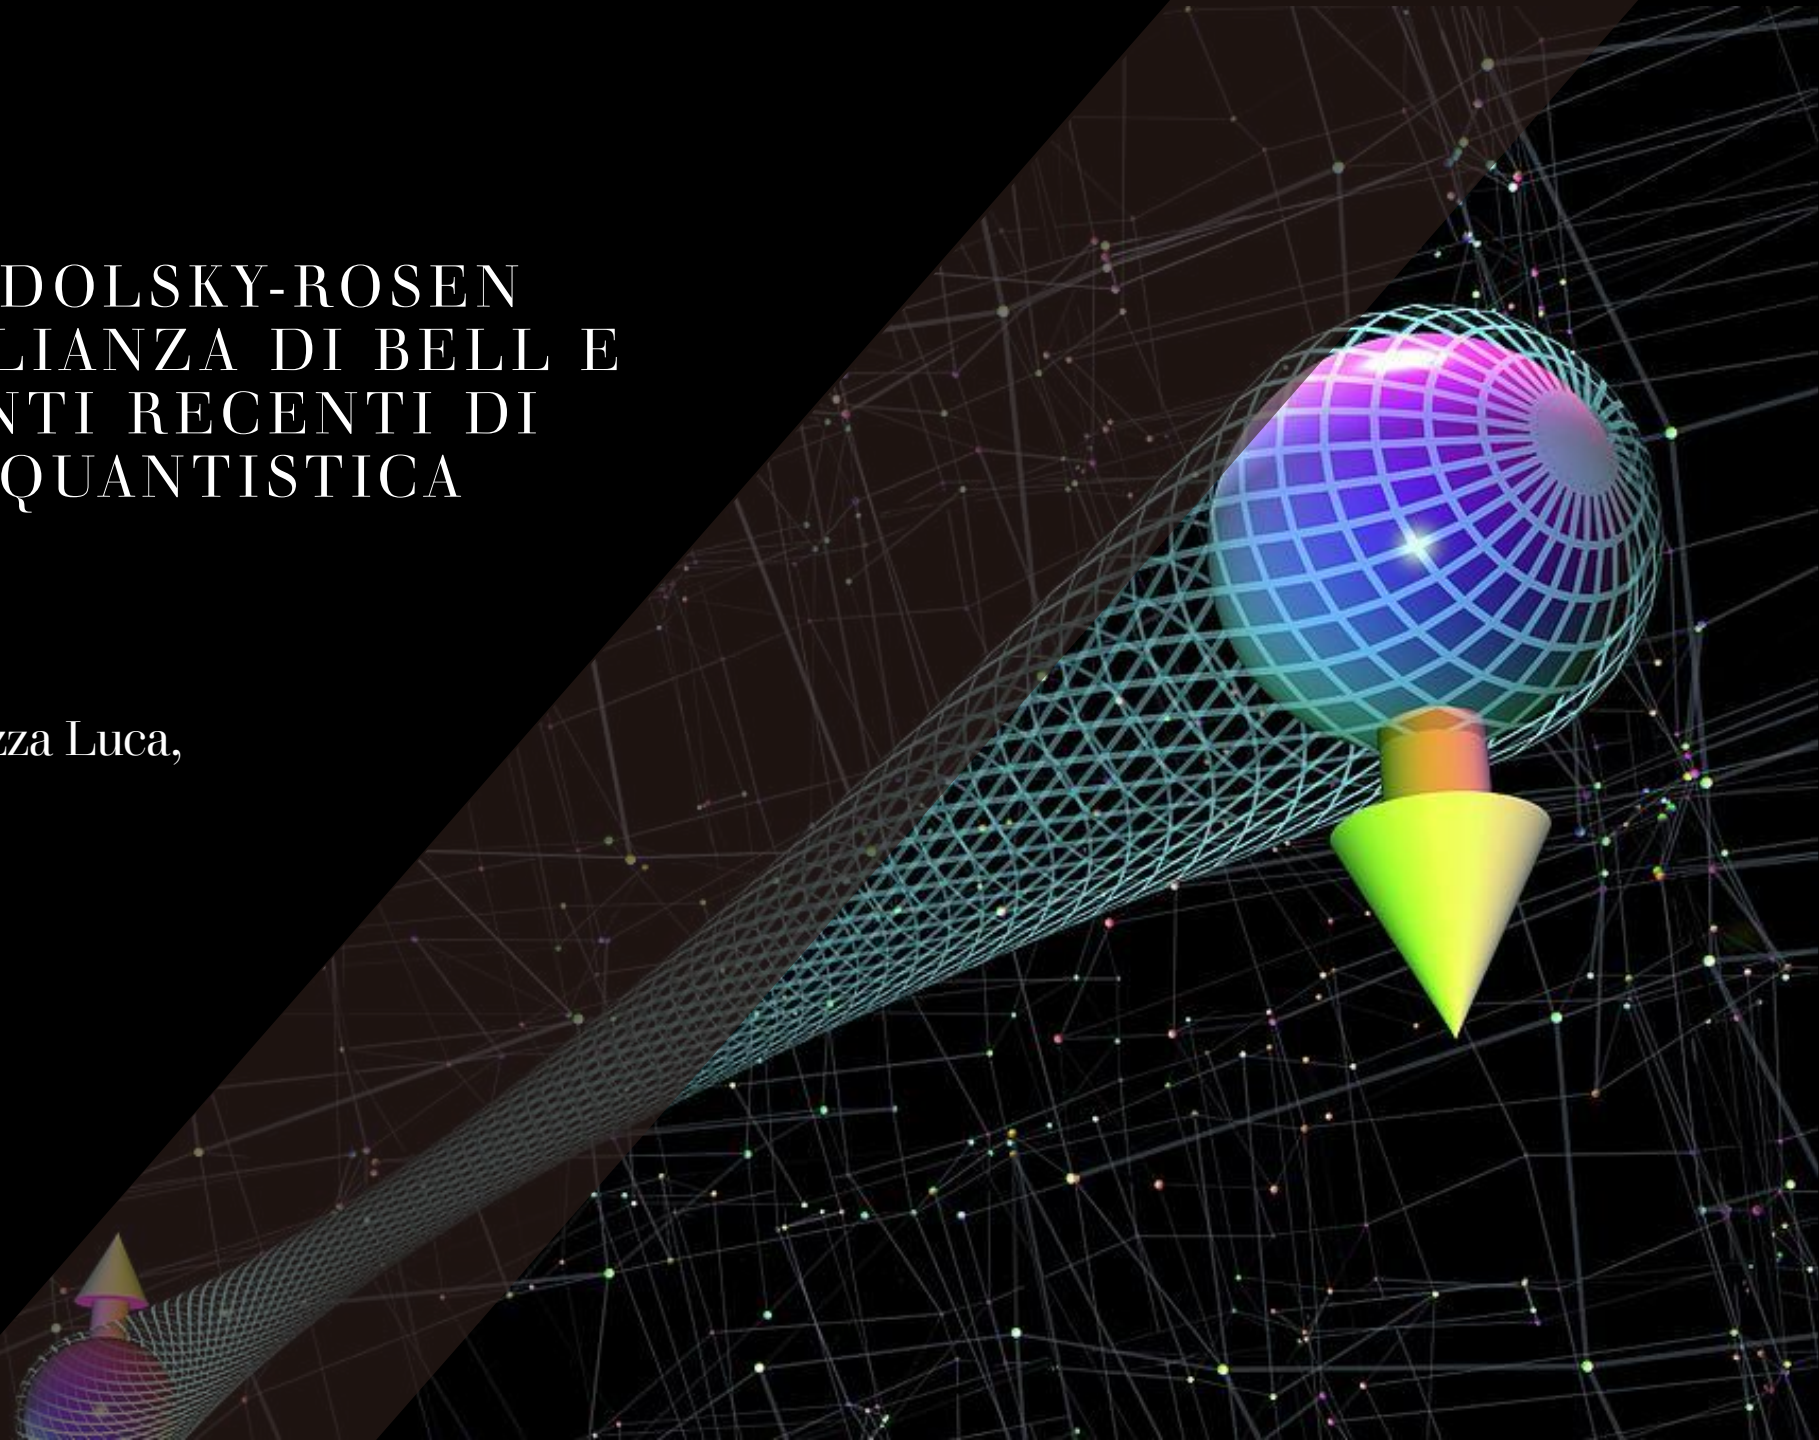 DOLSKY-ROSEN
LIANZA DI BELL E
NTI RECENTI DI
QUANTISTICA
zza Luca,